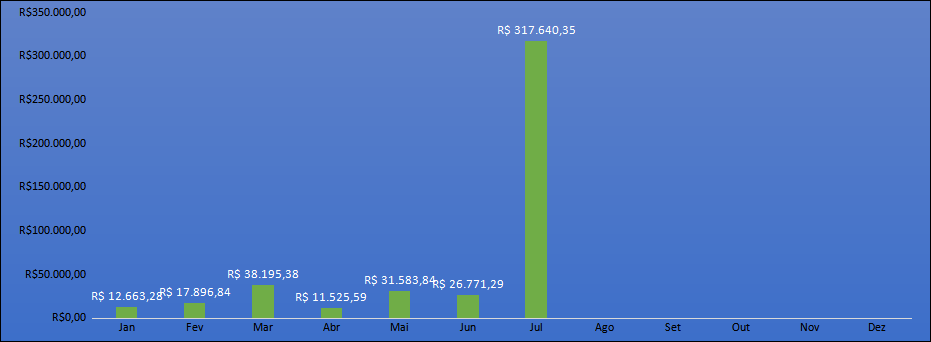 R$350.000,00
R$300.000,00
R$250.000,00
R$200.000,00
R$150.000,00
R$100.000,00
R$50.000,00
R$0,00
R$ 12.663,28
R$ 17.896,84
R$ 38.195,38
R$ 11.525,59
R$ 31.583,84
R$ 26.771,29
R$ 317.640,35
Jan Fev Mar Abr Mai Jun Jul Ago Set Out Nov Dez